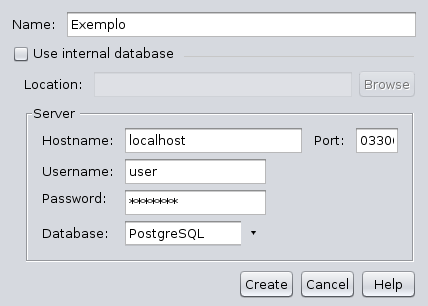 Name: Exemplo
Use internal database
Location: Browse
Server
Hostname: localhost Port: 0330
Username: user
Password: *******
Database: PostgreSQL
Create Cancel Help